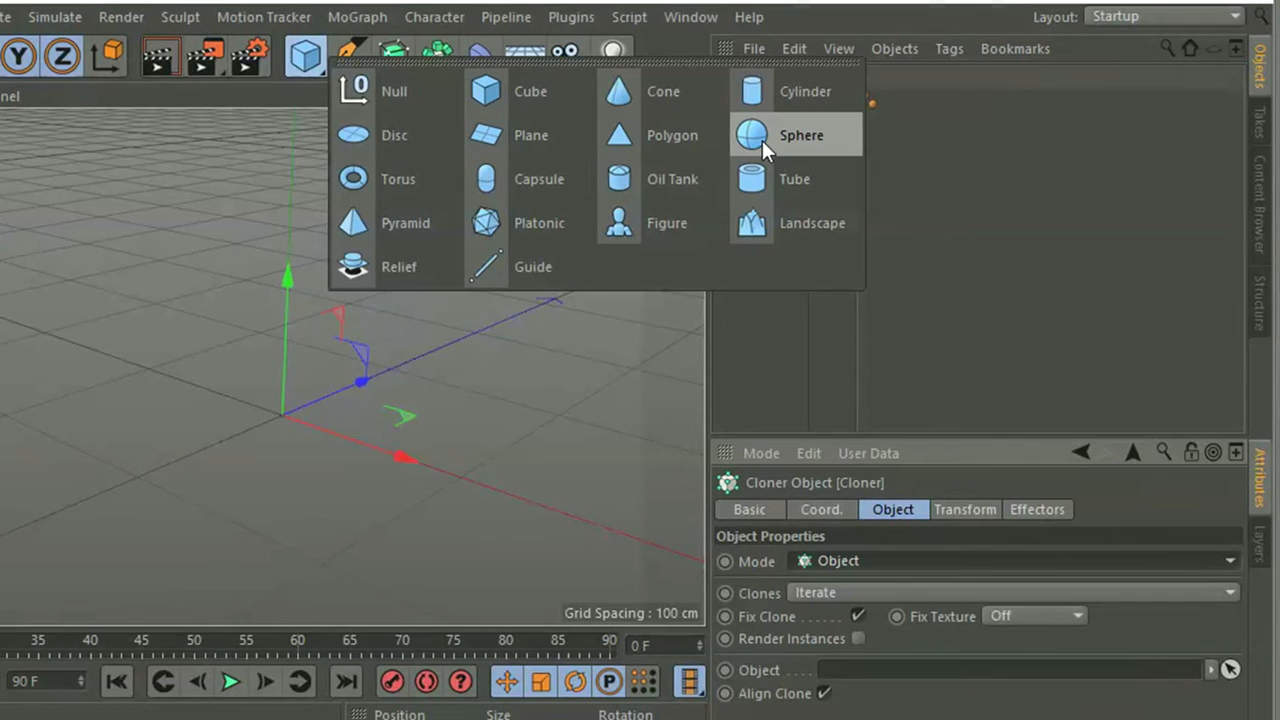 te Simulate Render Sculpt Motion Tracker MoGraph Character Pipeline Plugins Script Window Help Layout: Startup
Y Z
File Edit View Objects Tags Bookmarks
nel
0 Null Cube Cone Cylinder
Disc Plane Polygon Sphere
Torus Capsule Oil Tank Tube
Pyramid Platonic Figure Landscape
Relief Guide
Objects
Takes
Content Browser
Structure
Grid Spacing : 100 cm
35 40 45 50 55 60 65 70 75 80 85 90 0 F
90 F ? P
Position Size Rotation
Mode Edit User Data
Cloner Object [Cloner]
Basic Coord. Object Transform Effectors
Object Properties
Mode Object
Clones Iterate
Fix Clone Fix Texture Off
Render Instances
Object
Align Clone
Attributes
Layers